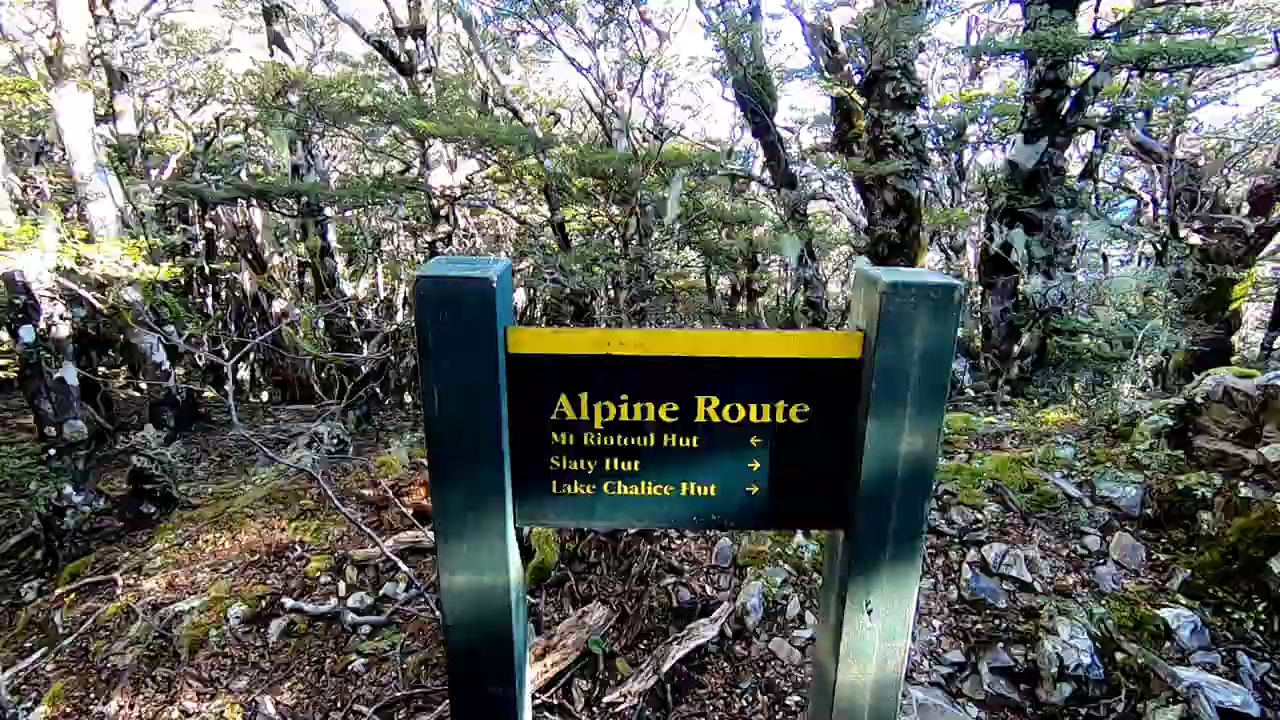 Alpine Route
Mt Rintoul Hut ←
Slaty Hut →
Lake Chalice Hut →